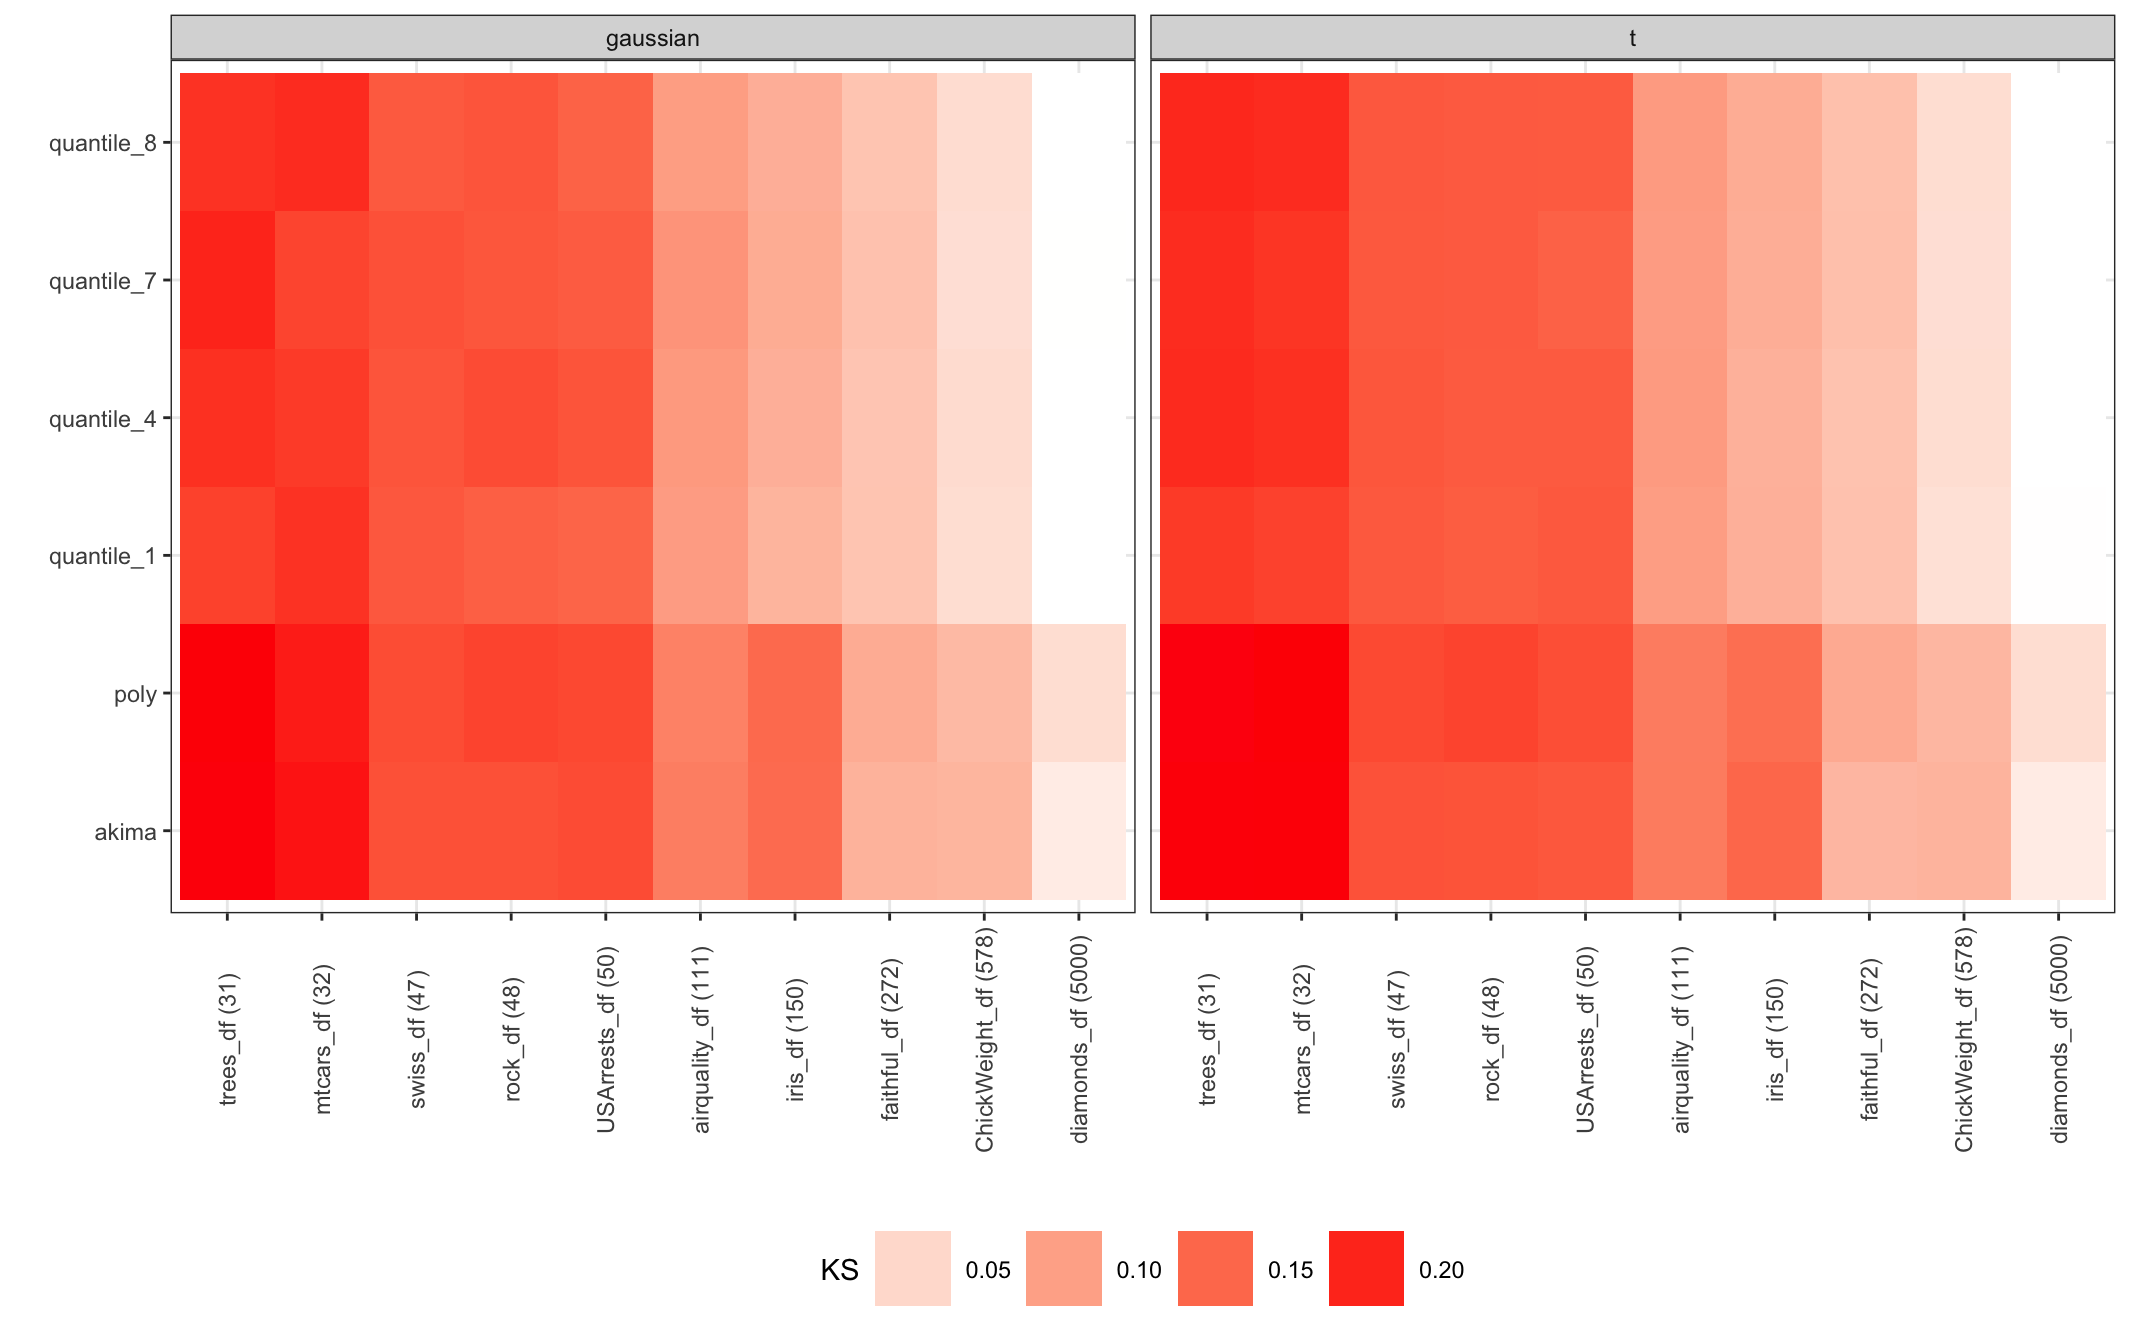 gaussian
t
quantile_8
quantile_7
quantile_4
quantile_1
poly
akima
trees_df (31)
mtcars_df (32)
swiss_df (47)
rock_df (48)
USArrests_df (50)
airquality_df (111)
iris_df (150)
faithful_df (272)
ChickWeight_df (578)
diamonds_df (5000)
trees_df (31)
mtcars_df (32)
swiss_df (47)
rock_df (48)
USArrests_df (50)
airquality_df (111)
iris_df (150)
faithful_df (272)
ChickWeight_df (578)
diamonds_df (5000)
KS 0.05 0.10 0.15 0.20